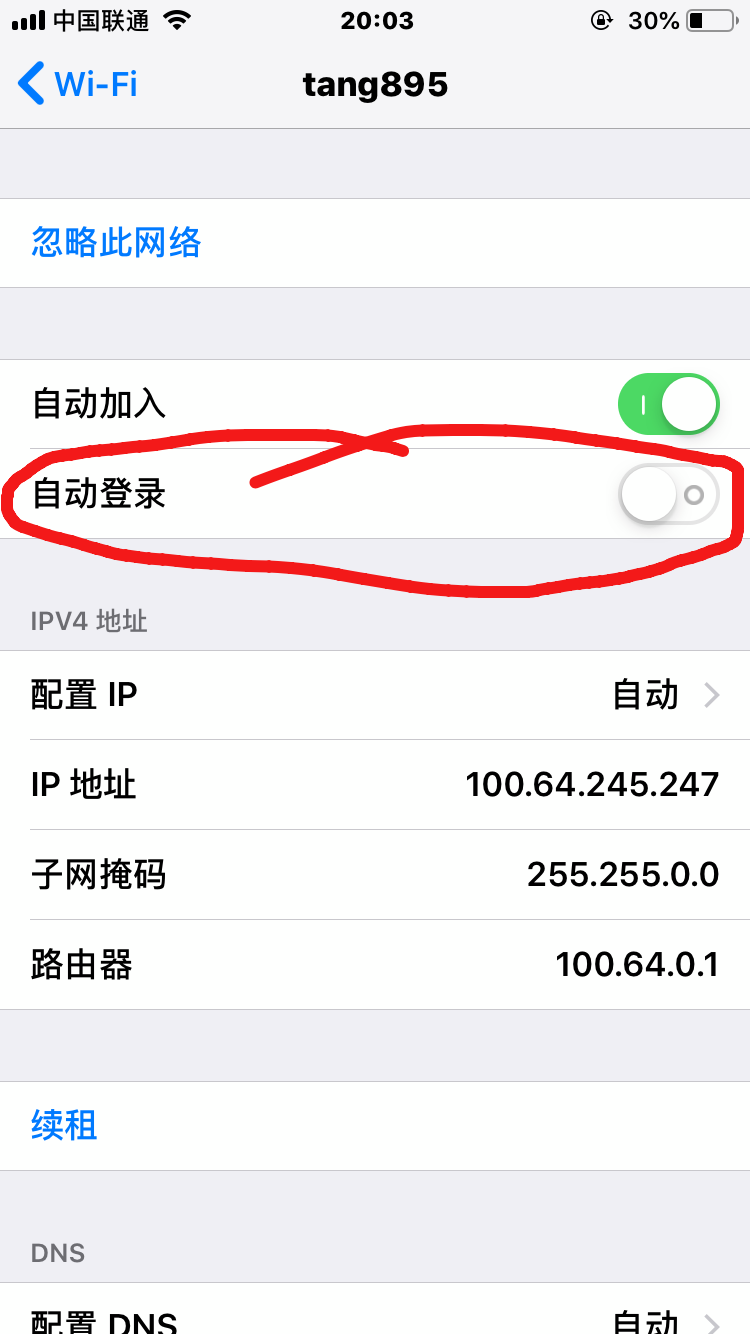 中国联通 20:03 30%
Wi-Fi tang895
忽略此网络
自动加入
自动登录
IPV4 地址
配置 IP 自动
IP 地址 100.64.245.247
子网掩码 255.255.0.0
路由器 100.64.0.1
续租
DNS
配置 DNS 自动